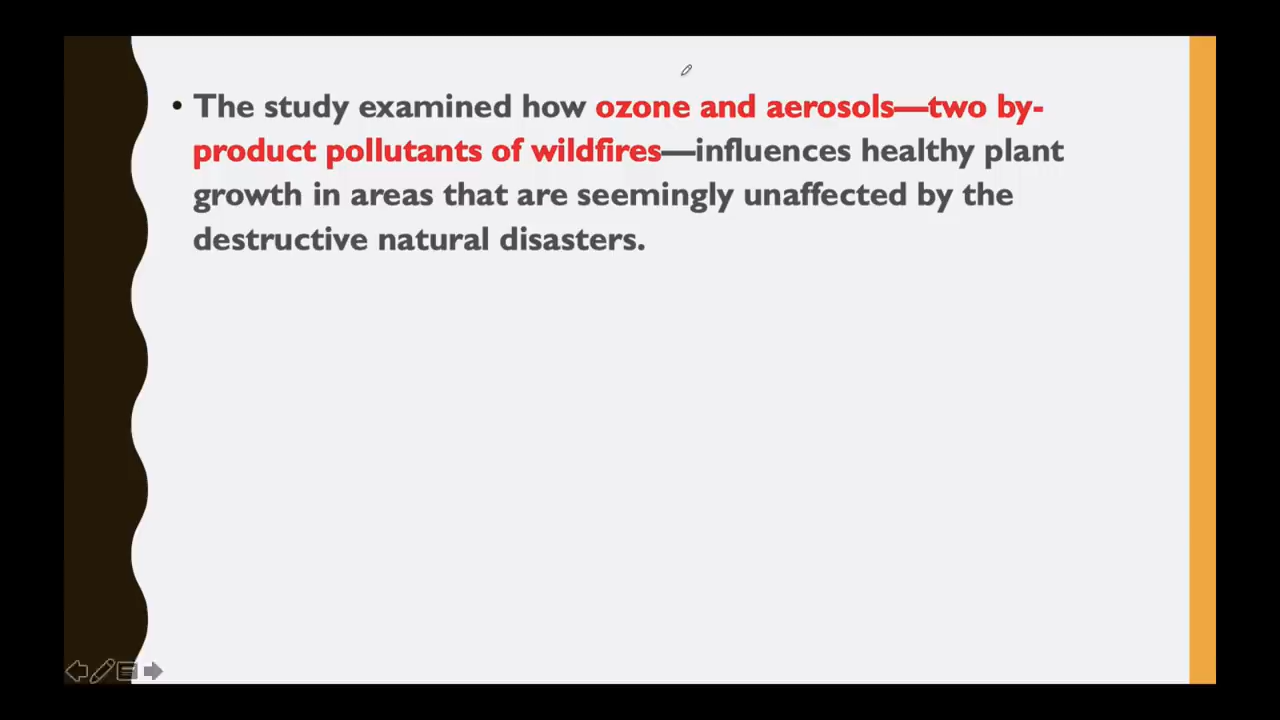 • The study examined how ozone and aerosols—two by-
product pollutants of wildfires—influences healthy plant
growth in areas that are seemingly unaffected by the
destructive natural disasters.